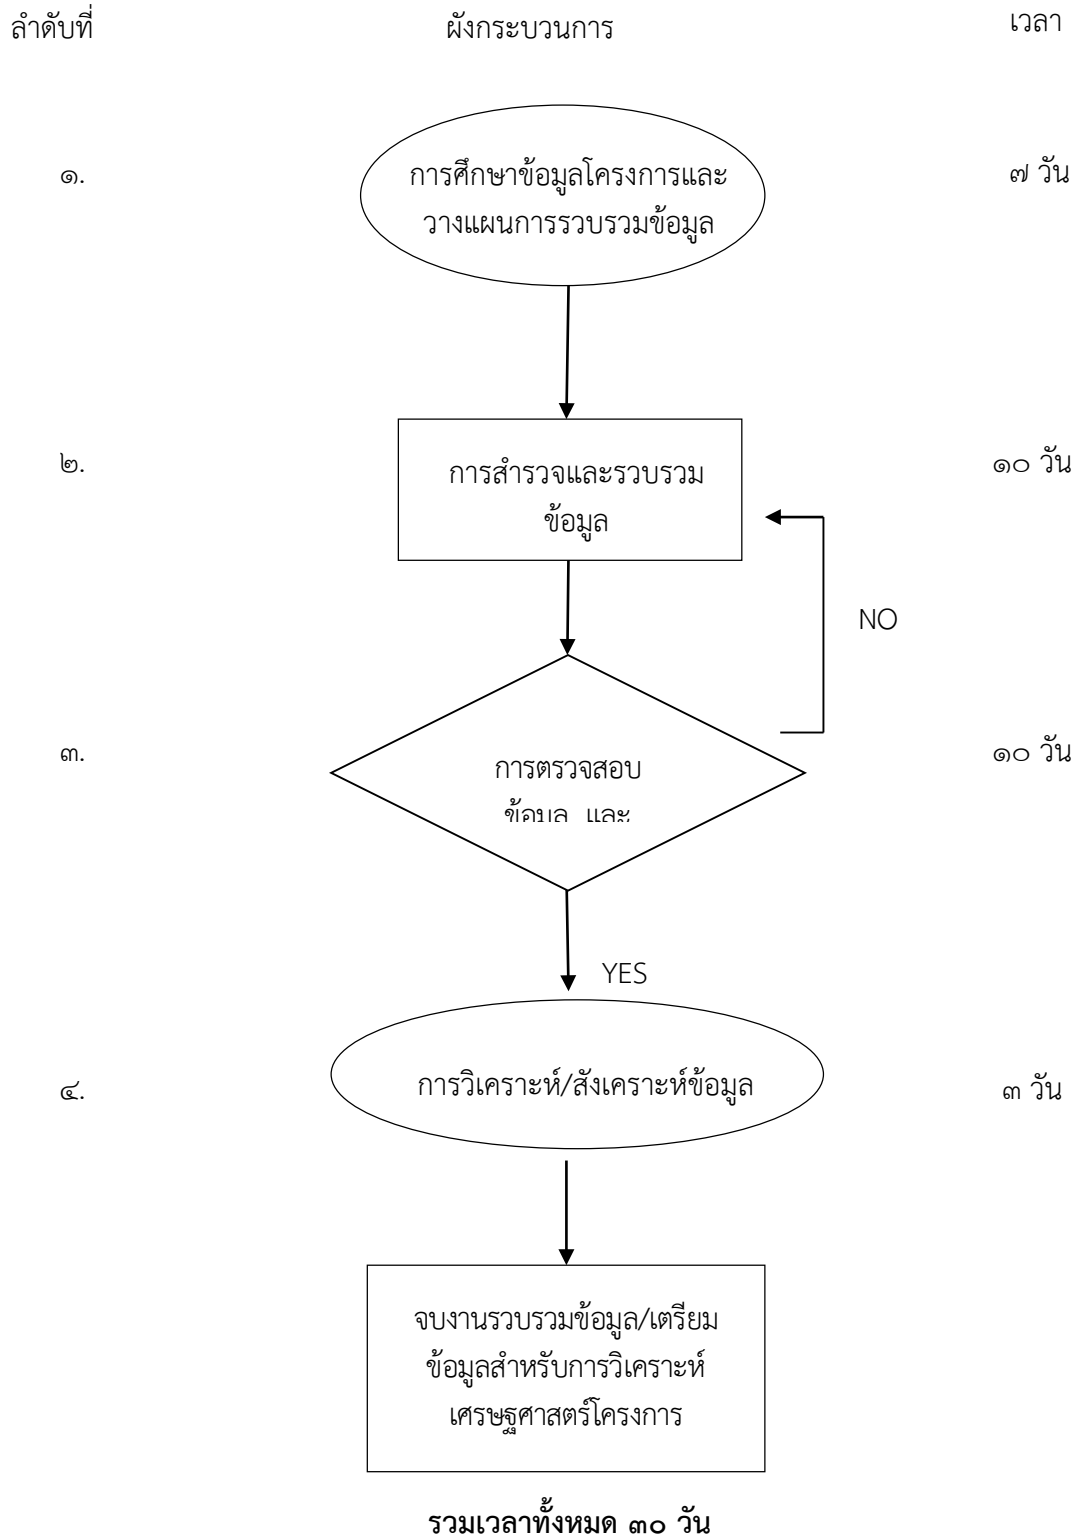 ลำดับที่ ผังกระบวนการ เวลา
๑. การศึกษาข้อมูลโครงการและ ๗ วัน
วางแผนการรวบรวมข้อมูล
๒. การสำรวจและรวบรวม ๑๐ วัน
ข้อมูล
NO
๓. การตรวจสอบ ๑๐ วัน
ข้อมูล และ
YES
๔. การวิเคราะห์/สังเคราะห์ข้อมูล ๓ วัน
จบงานรวบรวมข้อมูล/เตรียม
ข้อมูลสำหรับการวิเคราะห์
เศรษฐศาสตร์โครงการ
รวมเวลาทั้งหมด ๓๐ วัน